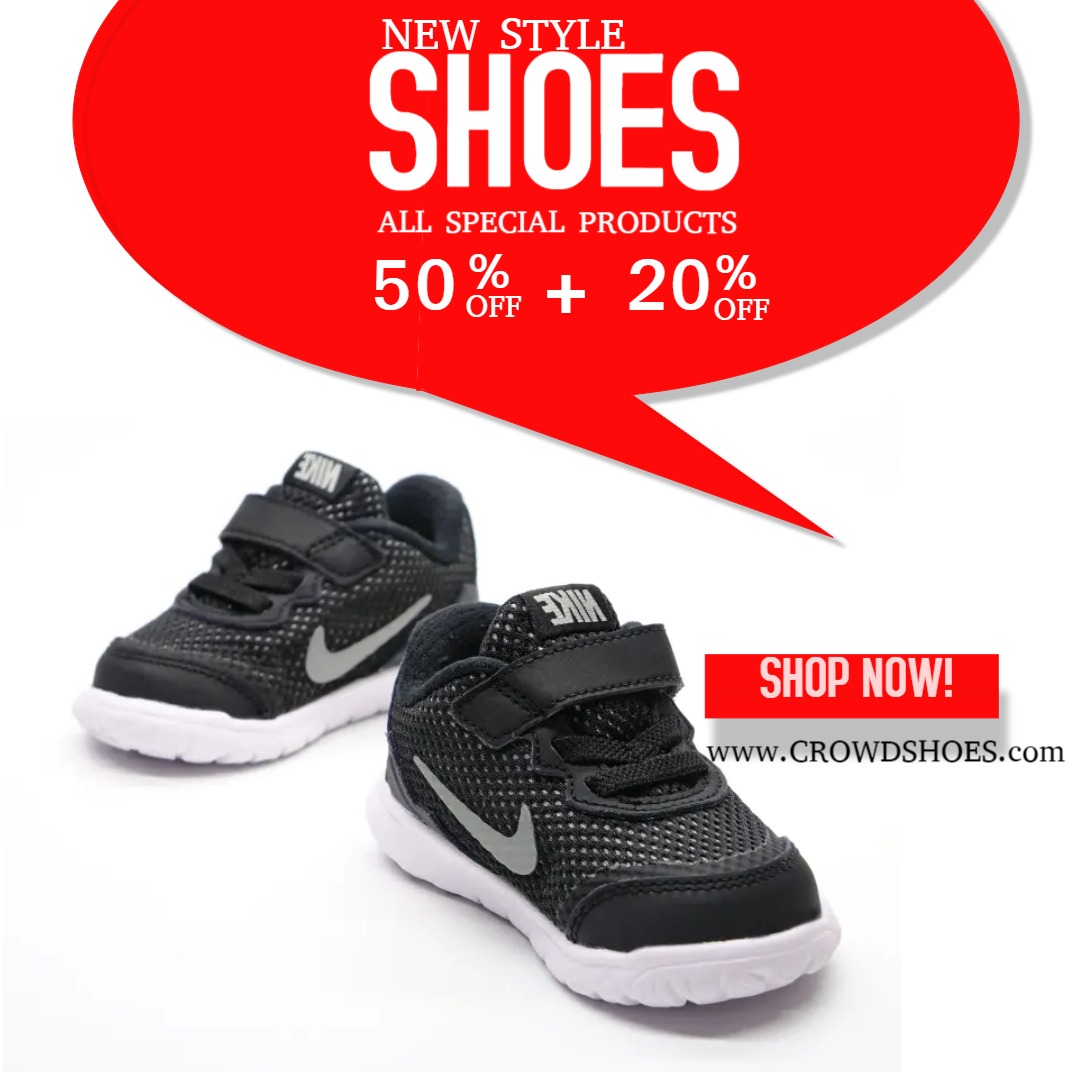 NEW STYLE
SHOES
ALL SPECIAL PRODUCTS
50% OFF + 20% OFF
NIKE
NIKE
SHOP NOW!
www.CROWDSHOES.com